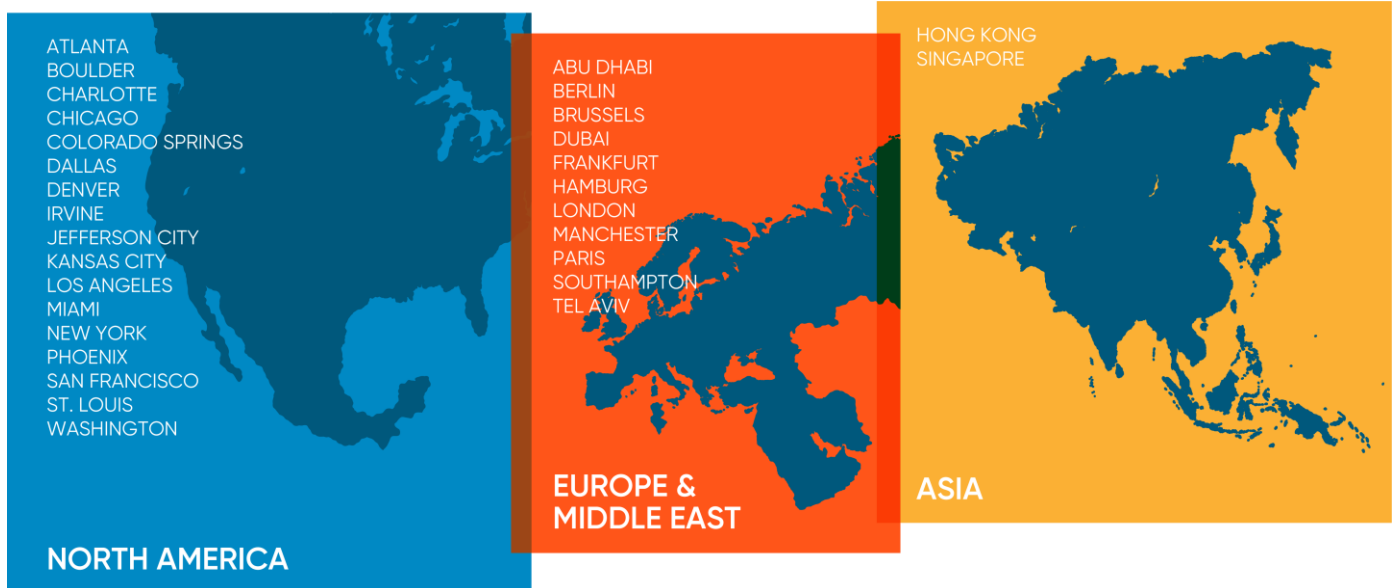 ATLANTA
BOULDER
CHARLOTTE
CHICAGO
COLORADO SPRINGS
DALLAS
DENVER
IRVINE
JEFFERSON CITY
KANSAS CITY
LOS ANGELES
MIAMI
NEW YORK
PHOENIX
SAN FRANCISCO
ST. LOUIS
WASHINGTON
NORTH AMERICA
ABU DHABI
BERLIN
BRUSSELS
DUBAI
FRANKFURT
HAMBURG
LONDON
MANCHESTER
PARIS
SOUTHAMPTON
TEL AVIV
EUROPE &
MIDDLE EAST
HONG KONG
SINGAPORE
ASIA